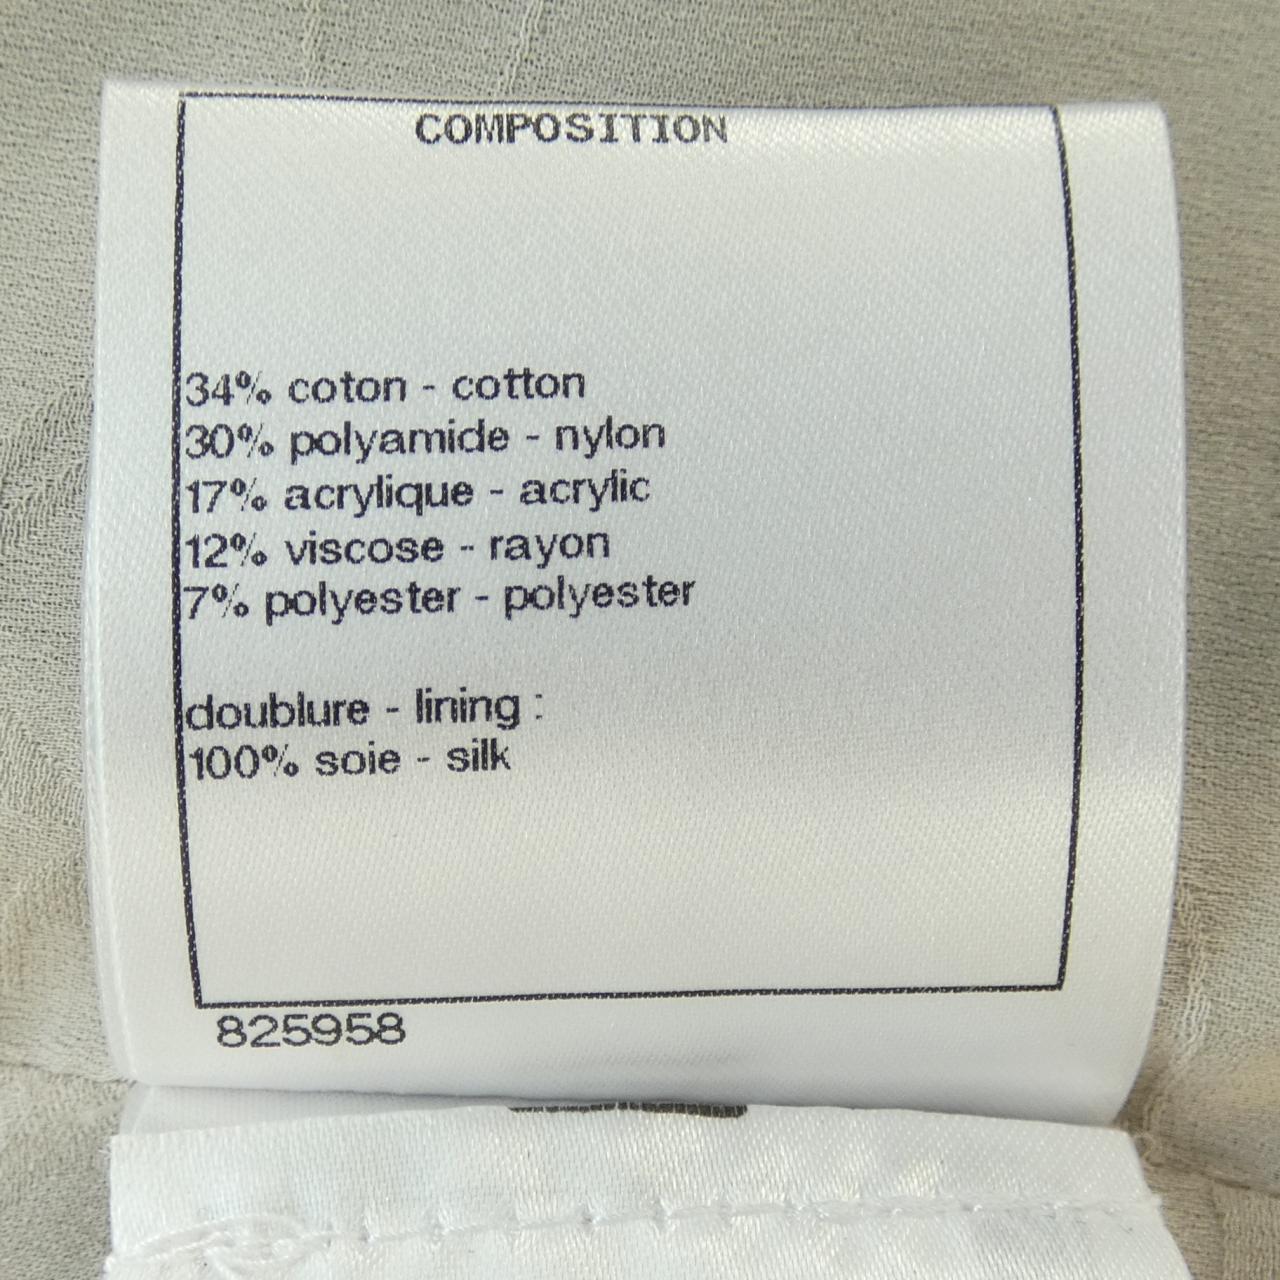 COMPOSITION
34% coton - cotton
30% polyamide - nylon
17% acrylique - acrylic
12% viscose - rayon
7% polyester - polyester
doublure - lining :
100% soie - silk
825958